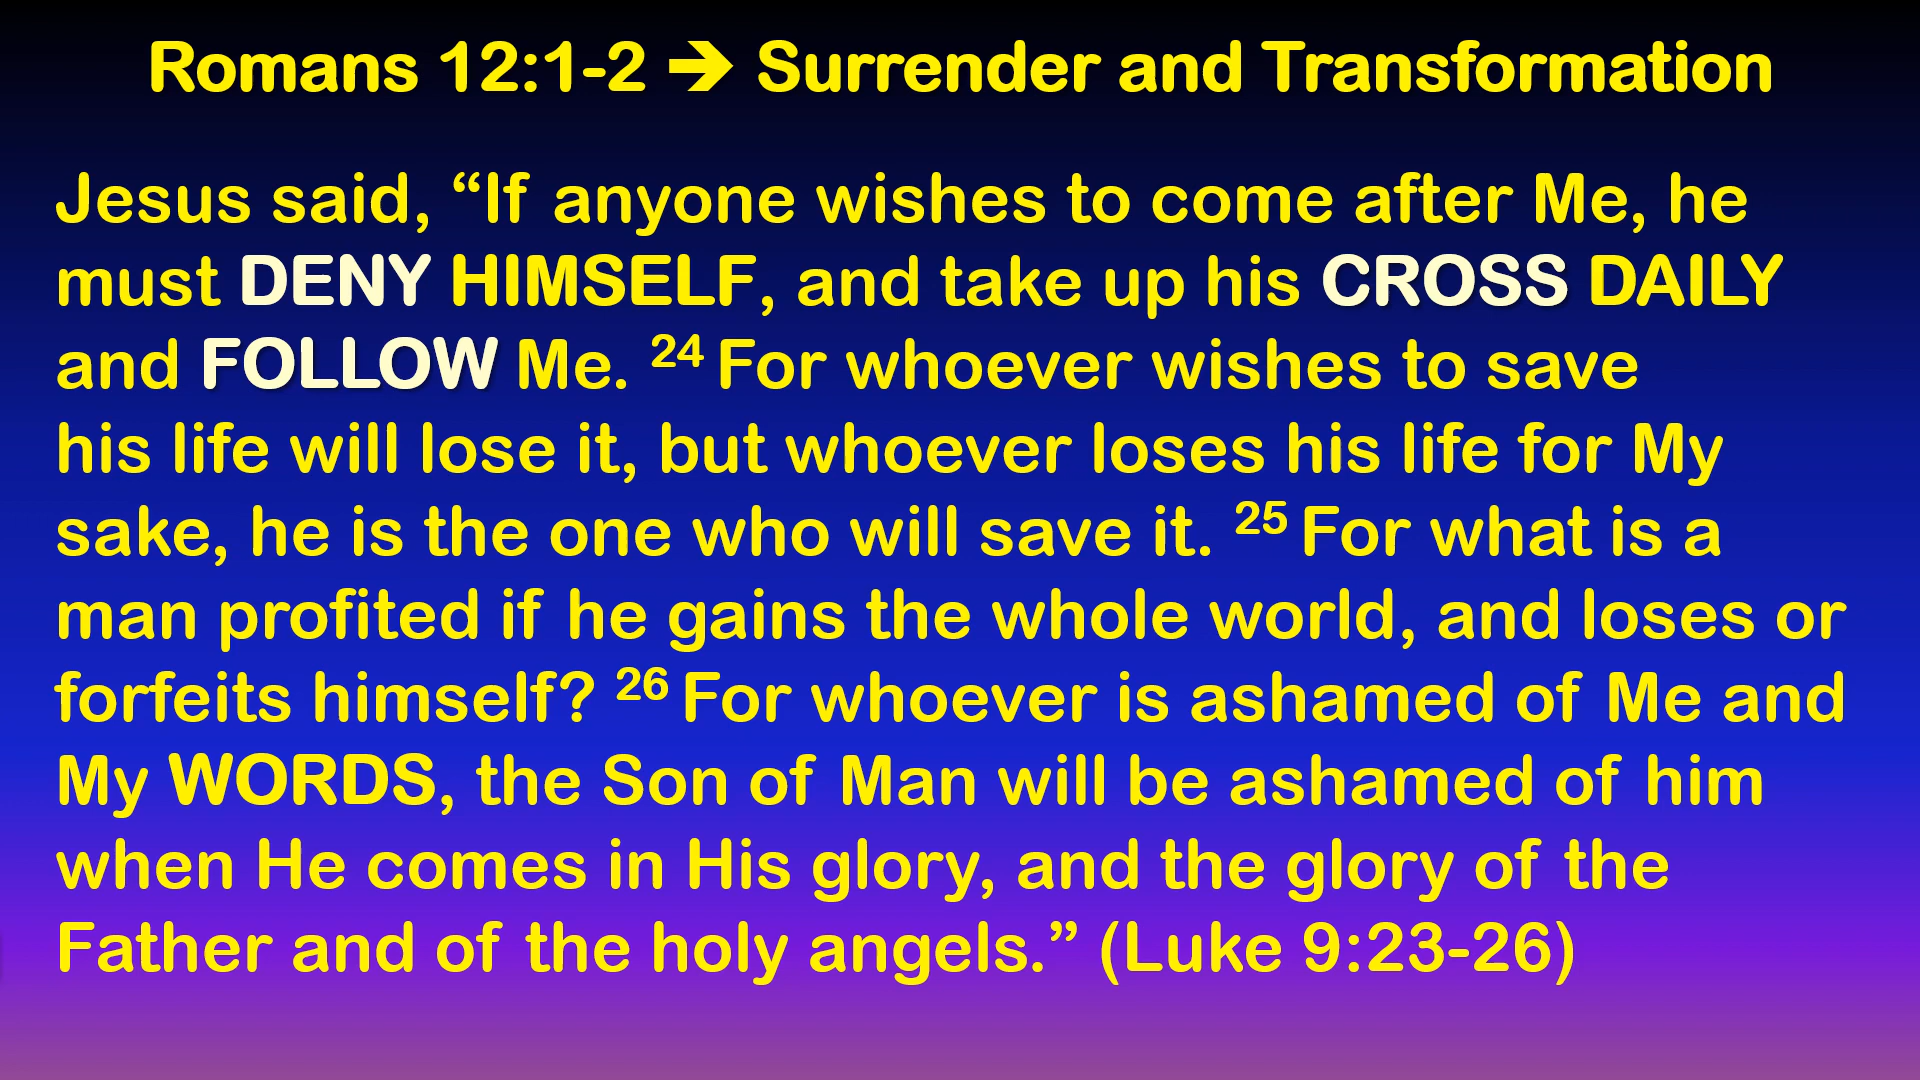 Romans 12:1-2 ➔ Surrender and Transformation
Jesus said, “If anyone wishes to come after Me, he
must DENY HIMSELF, and take up his CROSS DAILY
and FOLLOW Me. 24 For whoever wishes to save
his life will lose it, but whoever loses his life for My
sake, he is the one who will save it. 25 For what is a
man profited if he gains the whole world, and loses or
forfeits himself? 26 For whoever is ashamed of Me and
My WORDS, the Son of Man will be ashamed of him
when He comes in His glory, and the glory of the
Father and of the holy angels.” (Luke 9:23-26)